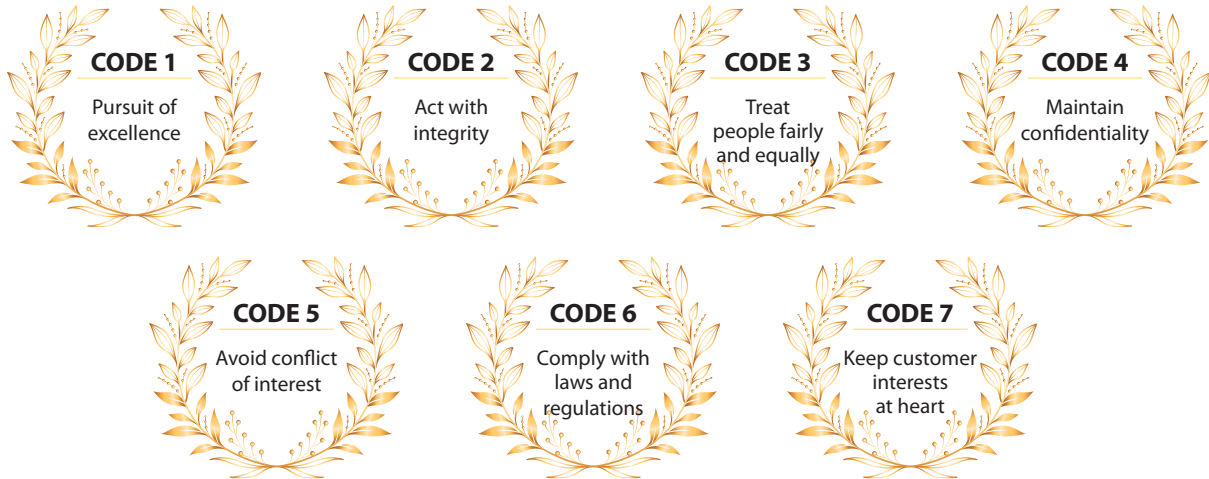 CODE 1
Pursuit of
excellence
CODE 2
Act with
integrity
CODE 3
Treat
people fairly
and equally
CODE 4
Maintain
confidentiality
CODE 5
Avoid conflict
of interest
CODE 6
Comply with
laws and
regulations
CODE 7
Keep customer
interests
at heart